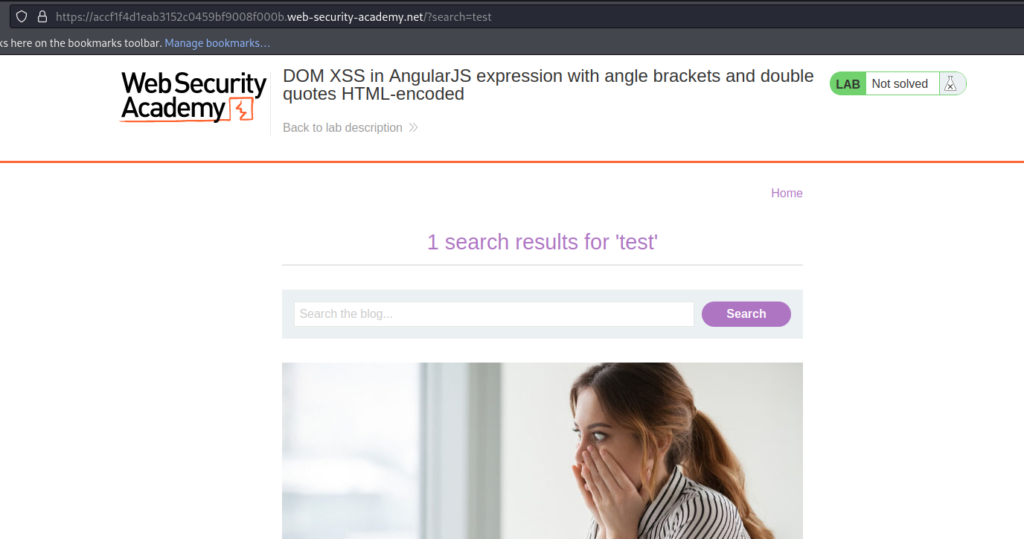 https://accf1f4d1eab3152c0459bf9008f000b.web-security-academy.net/?search=test
ks here on the bookmarks toolbar. Manage bookmarks...
Web Security
Academy
DOM XSS in AngularJS expression with angle brackets and double
quotes HTML-encoded
LAB Not solved
Back to lab description
Home
1 search results for 'test'
Search the blog...
Search